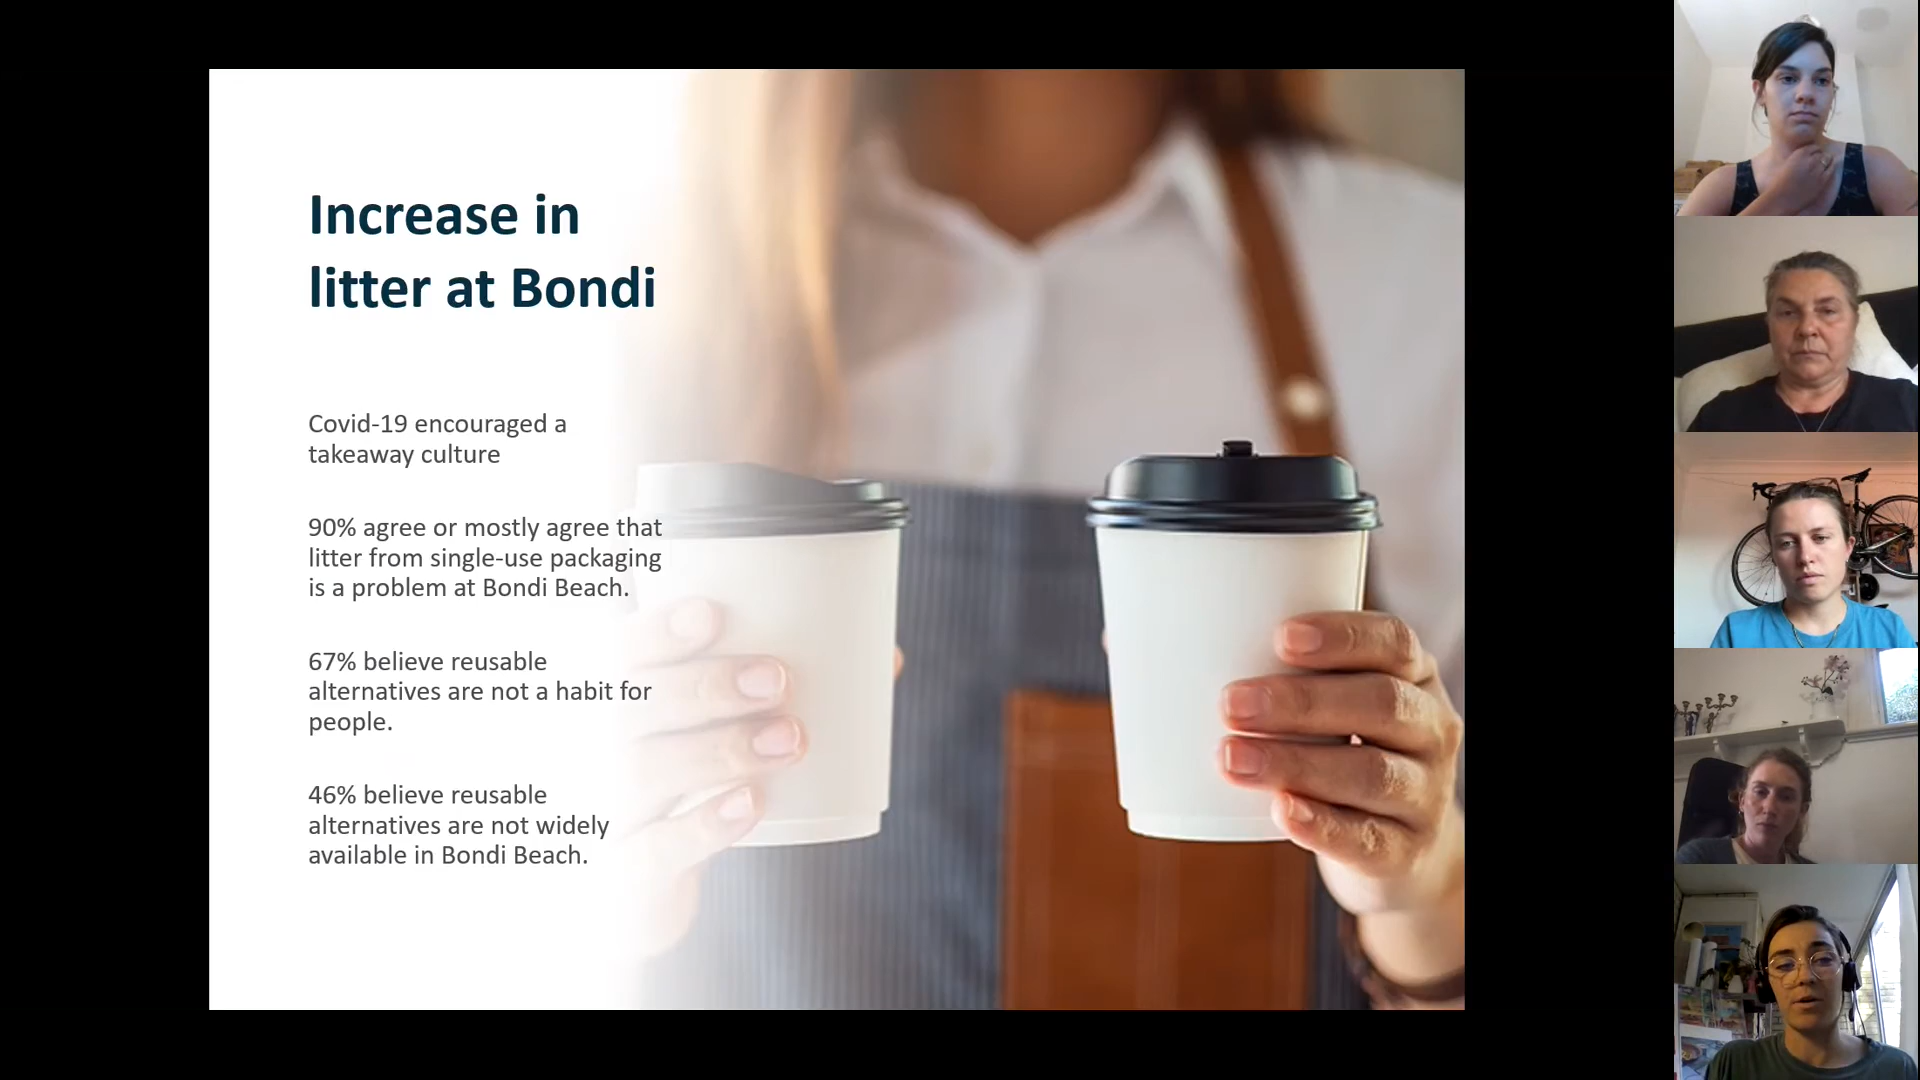 Increase in
litter at Bondi
Covid-19 encouraged a
takeaway culture
90% agree or mostly agree that
litter from single-use packaging
is a problem at Bondi Beach.
67% believe reusable
alternatives are not a habit for
people.
46% believe reusable
alternatives are not widely
available in Bondi Beach.